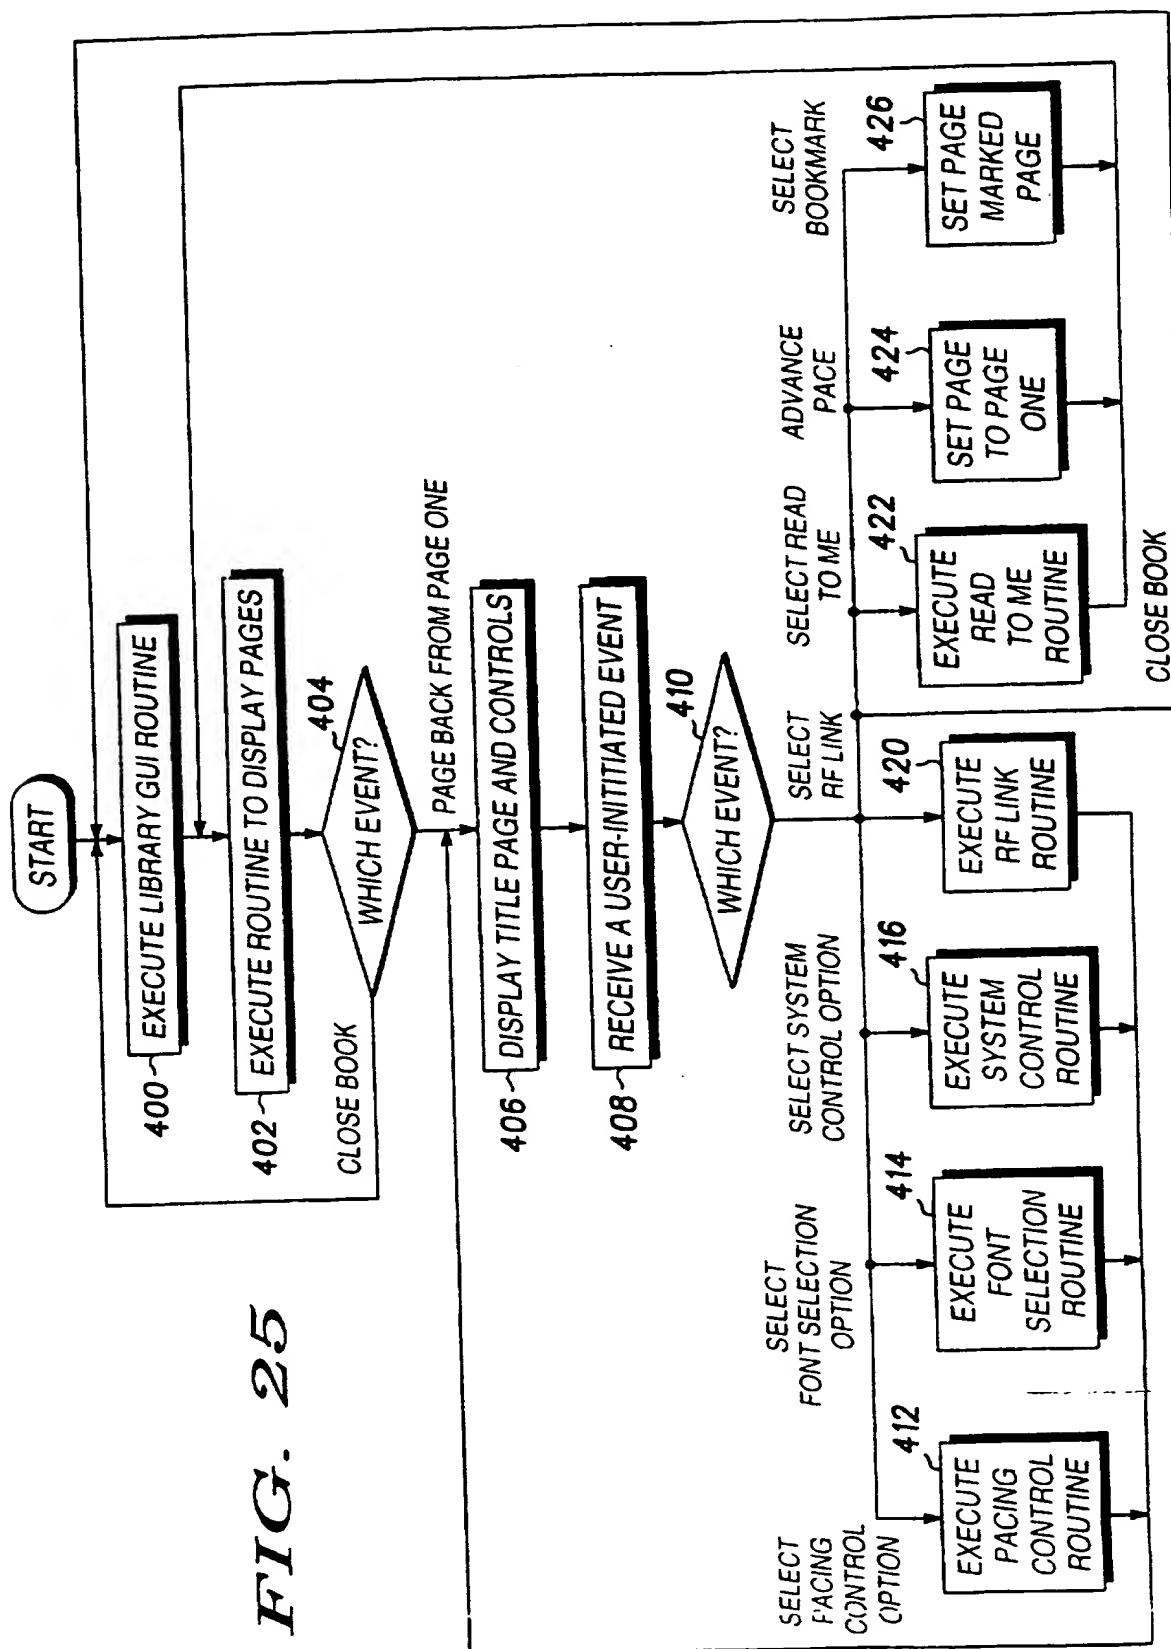 FIG. 25
START
400
EXECUTE LIBRARY GUI ROUTINE
402
EXECUTE ROUTINE TO DISPLAY PAGES
404
WHICH EVENT?
CLOSE BOOK
PAGE BACK FROM PAGE ONE
406
DISPLAY TITLE PAGE AND CONTROLS
408
RECEIVE A USER-INITIATED EVENT
410
WHICH EVENT?
SELECT
PACING
CONTROL
OPTION
412
EXECUTE
PACING
CONTROL
ROUTINE
SELECT
FONT SELECTION
OPTION
414
EXECUTE
FONT
SELECTION
ROUTINE
SELECT SYSTEM
CONTROL OPTION
416
EXECUTE
SYSTEM
CONTROL
ROUTINE
SELECT
RF LINK
420
EXECUTE
RF LINK
ROUTINE
SELECT READ
TO ME
422
EXECUTE
READ
TO ME
ROUTINE
ADVANCE
PACE
424
SET PAGE
TO PAGE
ONE
SELECT
BOOKMARK
426
SET PAGE
MARKED
PAGE
CLOSE BOOK